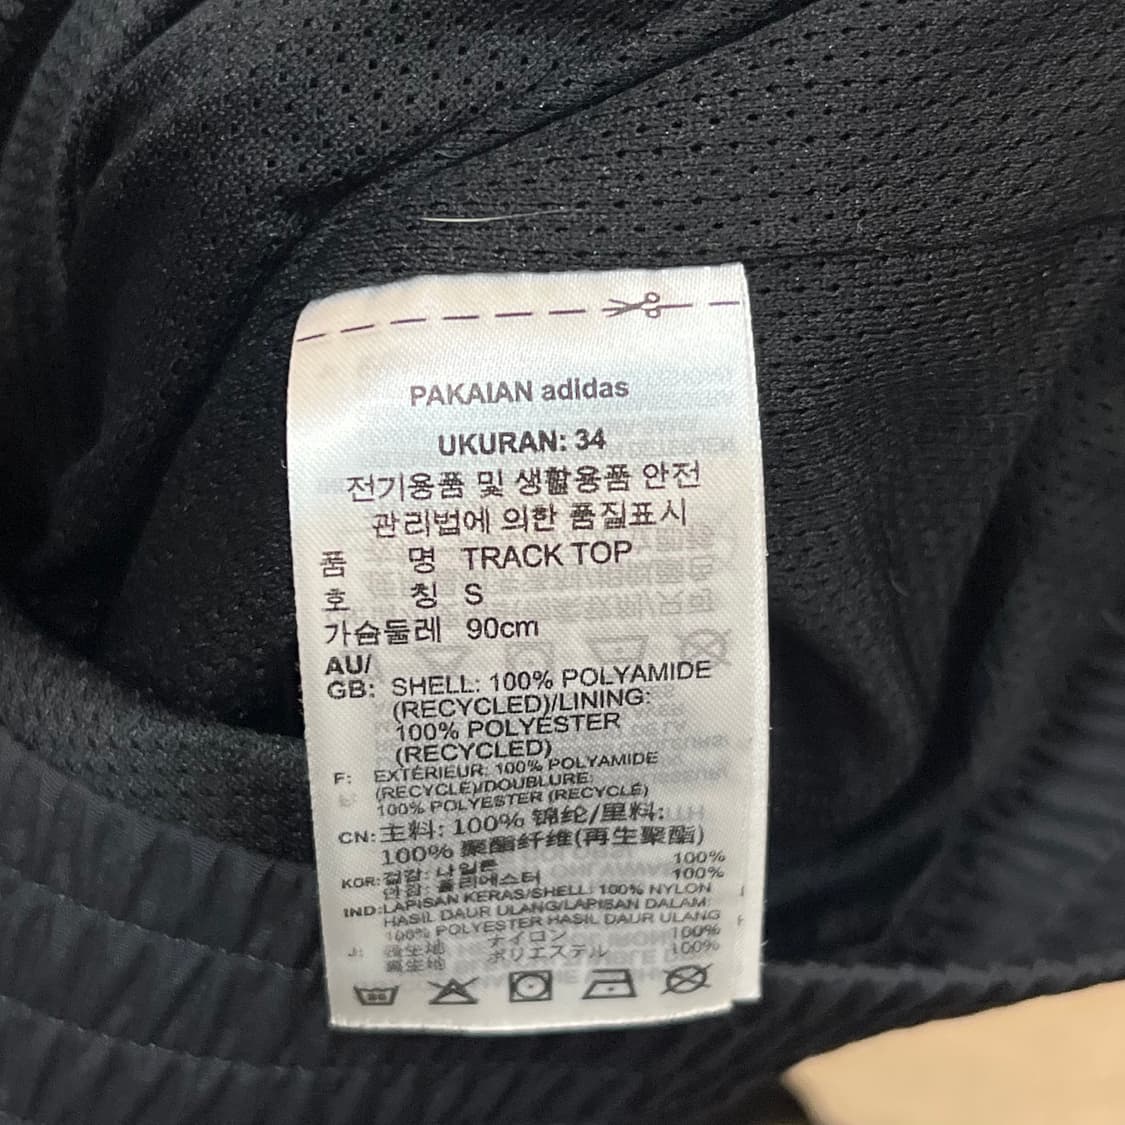 PAKAIAN adidas
UKURAN: 34
전기용품 및 생활용품 안전
관리법에 의한 품질표시
품 명 TRACK TOP
호 칭 S
가슴둘레 90cm
AU/
GB: SHELL: 100% POLYAMIDE
(RECYCLED)/LINING:
100% POLYESTER
(RECYCLED)
F: EXTÉRIEUR: 100% POLYAMIDE
(RECYCLÉ)/DOUBLURE:
100% POLYESTER (RECYCLÉ)
CN: 主料: 100% 锦纶/里料:
100% 聚酯纤维(再生聚酯)
KOR: 겉감: 나일론 100%
안감: 폴리에스터 100%
IND: LAPISAN KERAS/SHELL: 100% NYLON
HASIL DAUR ULANG/LAPISAN DALAM:
100% POLYESTER HASIL DAUR ULANG
J: 表生地 ナイロン 100%
裏生地 ポリエステル 100%